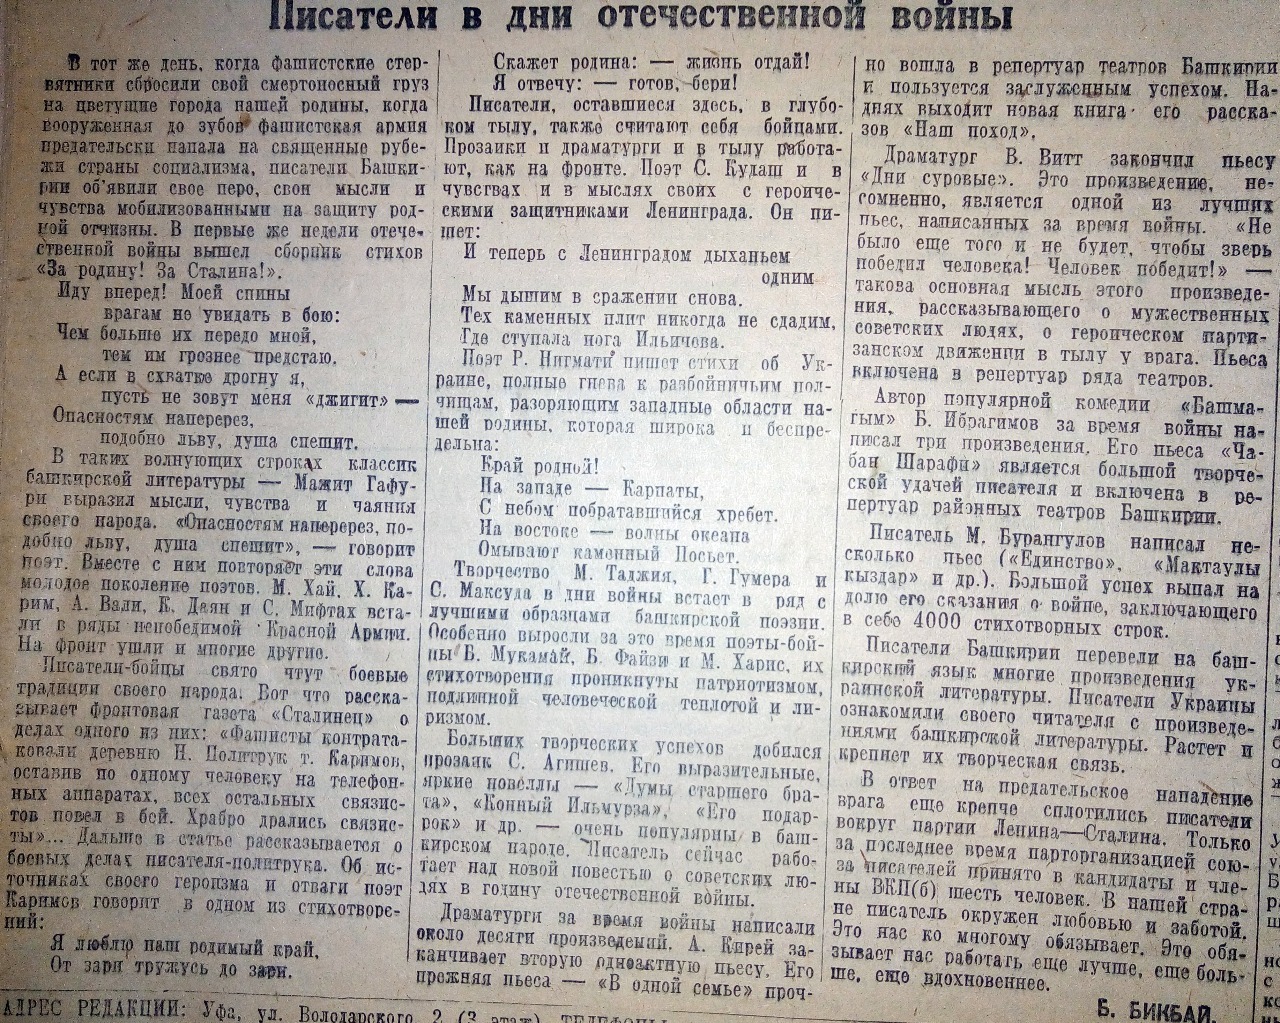 Писатели в дни отечественной войны
В тот же день, когда фашистские стер-
вятники сбросили свой смертоносный груз
на цветущие города нашей родины, когда
вооруженная до зубов фашистская армия
предательски напала на священные рубе-
жи страны социализма, писатели Башки-
рии об'явили свое перо, свои мысли и
чувства мобилизованными на защиту род-
ной отчизны. В первые же недели отече-
ственной войны вышел сборник стихов
«За родину! За Сталина!».
Иду вперед! Моей спины
врагам не увидать в бою:
Чем больше их передо мной,
тем им грознее предстаю.
А если в схватке дрогну я,
пусть не зовут меня «джигит» —
Опасностям наперерез,
подобно льву, душа спешит.
В таких волнующих строках классик
башкирской литературы — Мажит Гафу-
ри выразил мысли, чувства и чаяния
своего народа. «Опасностям наперерез, по-
добно льву, душа спешит», — говорит
поэт. Вместе с ним повторяет эти слова
молодое поколение поэтов. М. Хай, Х. Ка-
рим, А. Вали, К. Даян и С. Мифтах вста-
ли в ряды непобедимой Красной Армии.
На фронт ушли и многие другие.
Писатели-бойцы свято чтут боевые
традиции своего народа. Вот что расска-
зывает фронтовая газета «Сталинец» о
делах одного из них: «Фашисты контрата-
ковали деревню Н. Политрук т. Каримов,
оставив по одному человеку на телефон-
ных аппаратах, всех остальных связис-
тов повел в бой. Храбро дрались связис-
ты»... Дальше в статье рассказывается о
боевых делах писателя-политрука. Об ис-
точниках своего героизма и отваги поэт
Каримов говорит в одном из стихотворе-
ний:
Я люблю наш родимый край,
От зари тружусь до зари.
Скажет родина: — жизнь отдай!
Я отвечу: — готов, бери!
Писатели, оставшиеся здесь, в глубо-
ком тылу, также считают себя бойцами.
Прозаики и драматурги и в тылу работа-
ют, как на фронте. Поэт С. Кудаш и в
чувствах и в мыслях своих с героиче-
скими защитниками Ленинграда. Он пи-
шет:
И теперь с Ленинградом дыханьем
одним
Мы дышим в сражении снова.
Тех каменных плит никогда не сдадим,
Где ступала нога Ильичева.
Поэт Р. Нигмати пишет стихи об Ук-
раине, полные гнева к разбойничьим пол-
чищам, разоряющим западные области на-
шей родины, которая широка и беспре-
дельна:
Край родной!
На западе — Карпаты,
С небом побратавшийся хребет.
На востоке — волны океана
Омывают каменный Посьет.
Творчество М. Таджия, Г. Гумера и
С. Максуда в дни войны встает в ряд с
лучшими образцами башкирской поэзии.
Особенно выросли за это время поэты-бой-
цы Б. Мукамай, Б. Файзи и М. Харис, их
стихотворения проникнуты патриотизмом,
подлинной человеческой теплотой и ли-
ризмом.
Больших творческих успехов добился
прозаик С. Агишев. Его выразительные,
яркие новеллы — «Думы старшего бра-
та», «Конный Ильмурза», «Его подар-
рок» и др. — очень популярны в баш-
кирском народе. Писатель сейчас рабо-
тает над новой повестью о советских лю-
дях в годину отечественной войны.
Драматурги за время войны написали
около десяти произведений. А. Кирей за-
канчивает вторую одноактную пьесу. Его
прежняя пьеса — «В одной семье» проч-
но вошла в репертуар театров Башкирии
и пользуется заслуженным успехом. На-
днях выходит новая книга его расска-
зов «Наш поход».
Драматург В. Витт закончил пьесу
«Дни суровые». Это произведение, не-
сомненно, является одной из лучших
пьес, написанных за время войны. «Не
было еще того и не будет, чтобы зверь
победил человека! Человек победит!» —
такова основная мысль этого произведе-
ния, рассказывающего о мужественных
советских людях, о героическом парти-
занском движении в тылу у врага. Пьеса
включена в репертуар ряда театров.
Автор популярной комедии «Башма-
гым» Б. Ибрагимов за время войны на-
писал три произведения. Его пьеса «Ча-
бан Шарафи» является большой творче-
ской удачей писателя и включена в ре-
пертуар районных театров Башкирии.
Писатель М. Бурангулов написал не-
сколько пьес («Единство», «Мактаулы
кыздар» и др.). Большой успех выпал на
долю его сказания о войне, заключающего
в себе 4000 стихотворных строк.
Писатели Башкирии перевели на баш-
кирский язык многие произведения ук-
раинской литературы. Писатели Украины
ознакомили своего читателя с произведе-
ниями башкирской литературы. Растет и
крепнет их творческая связь.
В ответ на предательское нападение
врага еще крепче сплотились писатели
вокруг партии Ленина—Сталина. Только
за последнее время парторганизацией сою-
за писателей принято в кандидаты и чле-
ны ВКП(б) шесть человек. В нашей стра-
не писатель окружен любовью и заботой.
Это нас ко многому обязывает. Это обя-
зывает нас работать еще лучше, еще боль-
ше, еще вдохновеннее.
Б. БИКБАЙ.
АДРЕС РЕДАКЦИИ: Уфа, ул. Володарского, 2 (3 этаж) ТЕЛЕФОНЫ